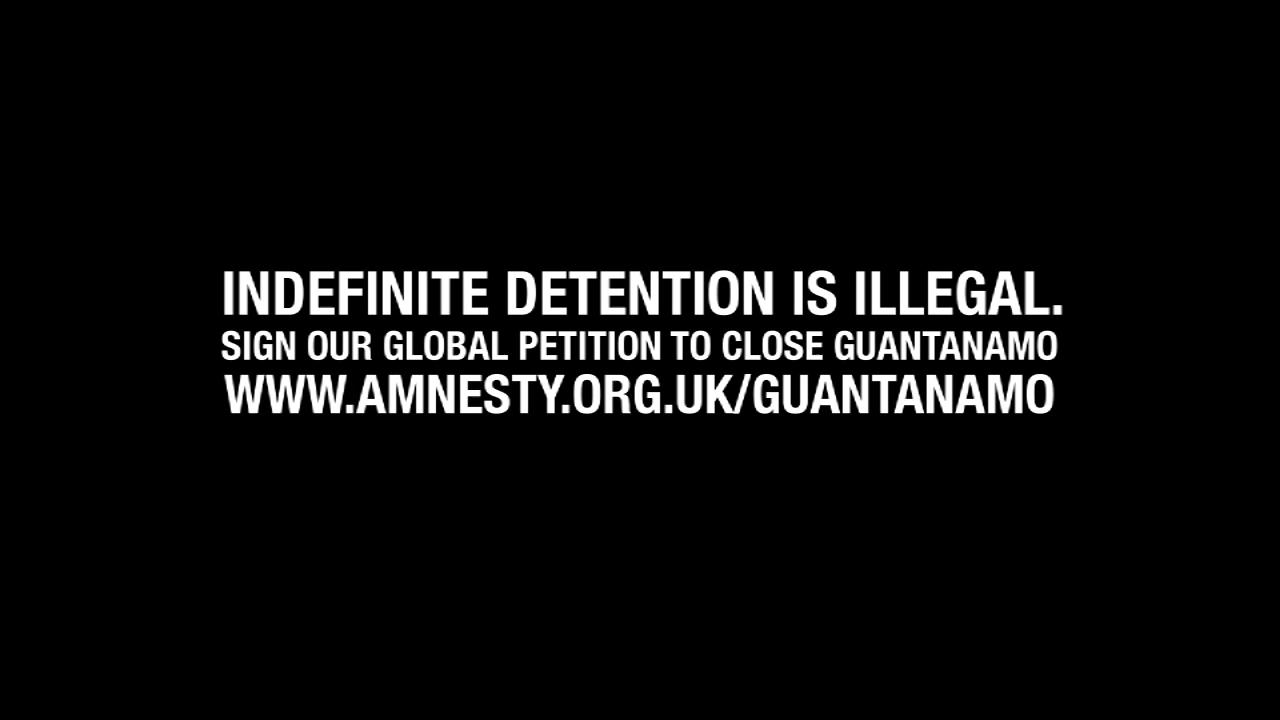 INDEFINITE DETENTION IS ILLEGAL.
SIGN OUR GLOBAL PETITION TO CLOSE GUANTANAMO
WWW.AMNESTY.ORG.UK/GUANTANAMO